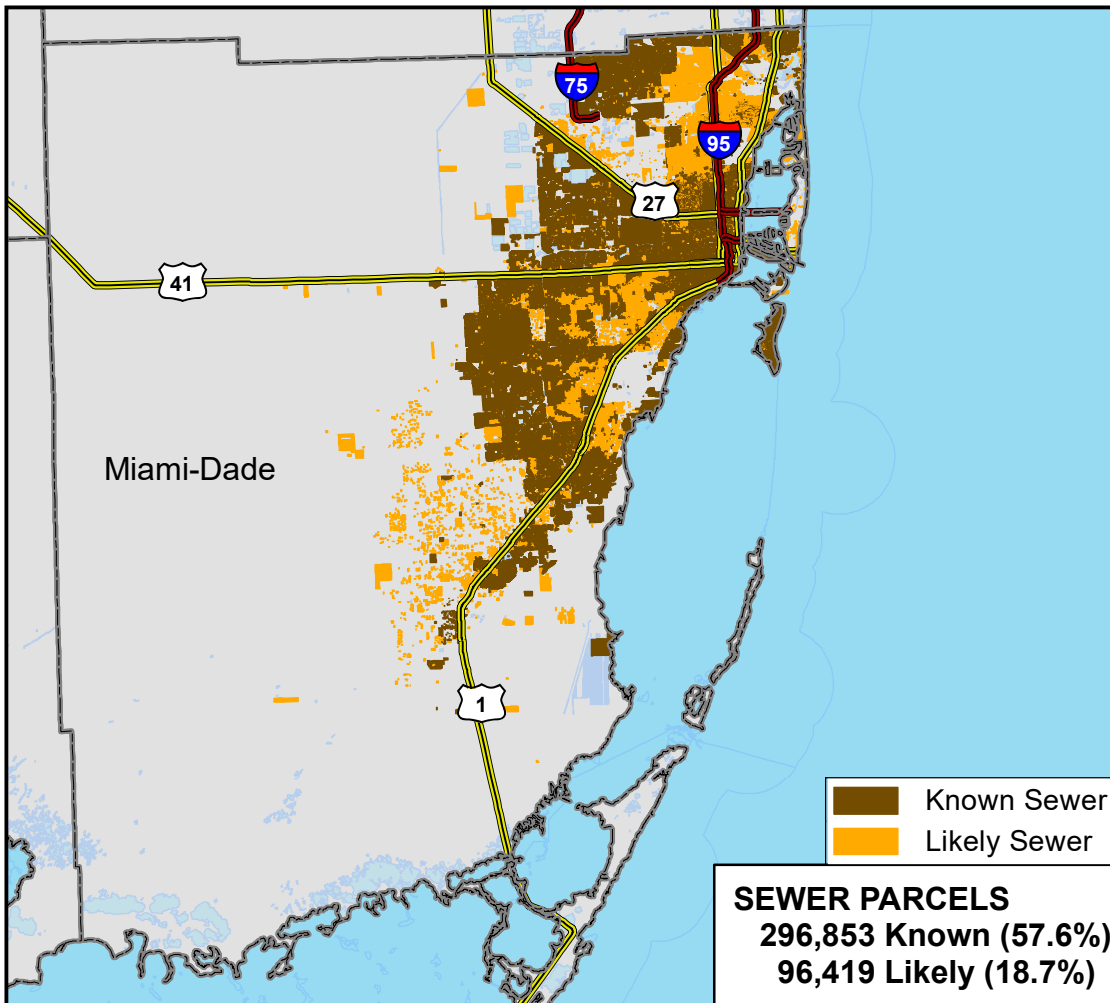 75
95
27
41
Miami-Dade
1
Known Sewer
Likely Sewer
SEWER PARCELS
296,853 Known (57.6%)
96,419 Likely (18.7%)